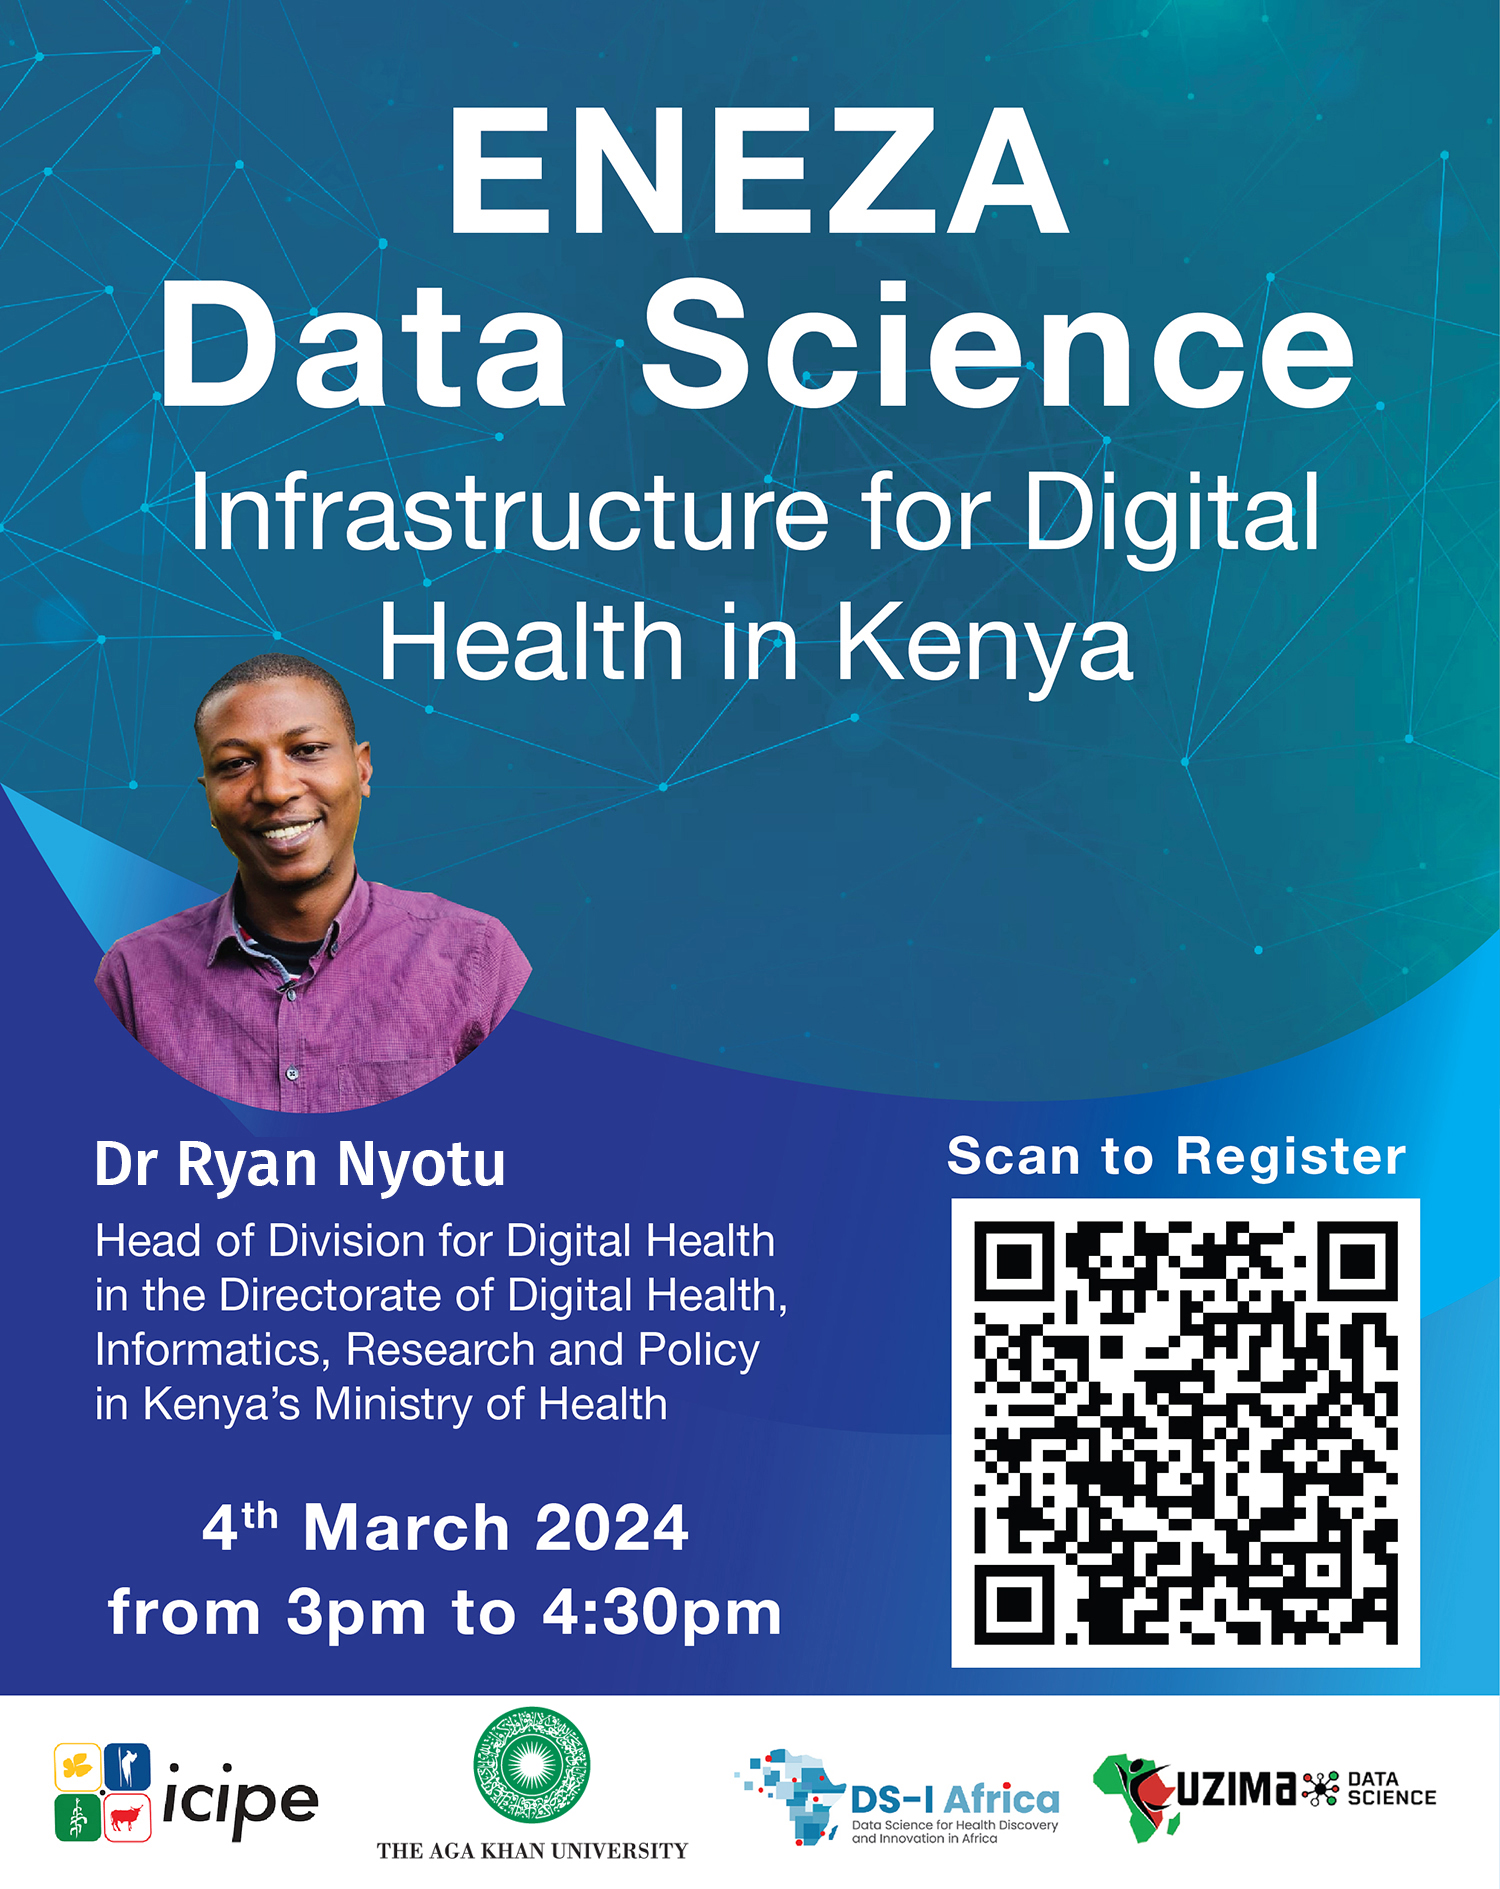 ENEZA
Data Science
Infrastructure for Digital
Health in Kenya
Dr Ryan Nyotu
Head of Division for Digital Health
in the Directorate of Digital Health,
Informatics, Research and Policy
in Kenya’s Ministry of Health
4th March 2024
from 3pm to 4:30pm
Scan to Register
icipe
THE AGA KHAN UNIVERSITY
DS-I Africa
Data Science for Health Discovery
and Innovation in Africa
UZIMa
DATA
SCIENCE